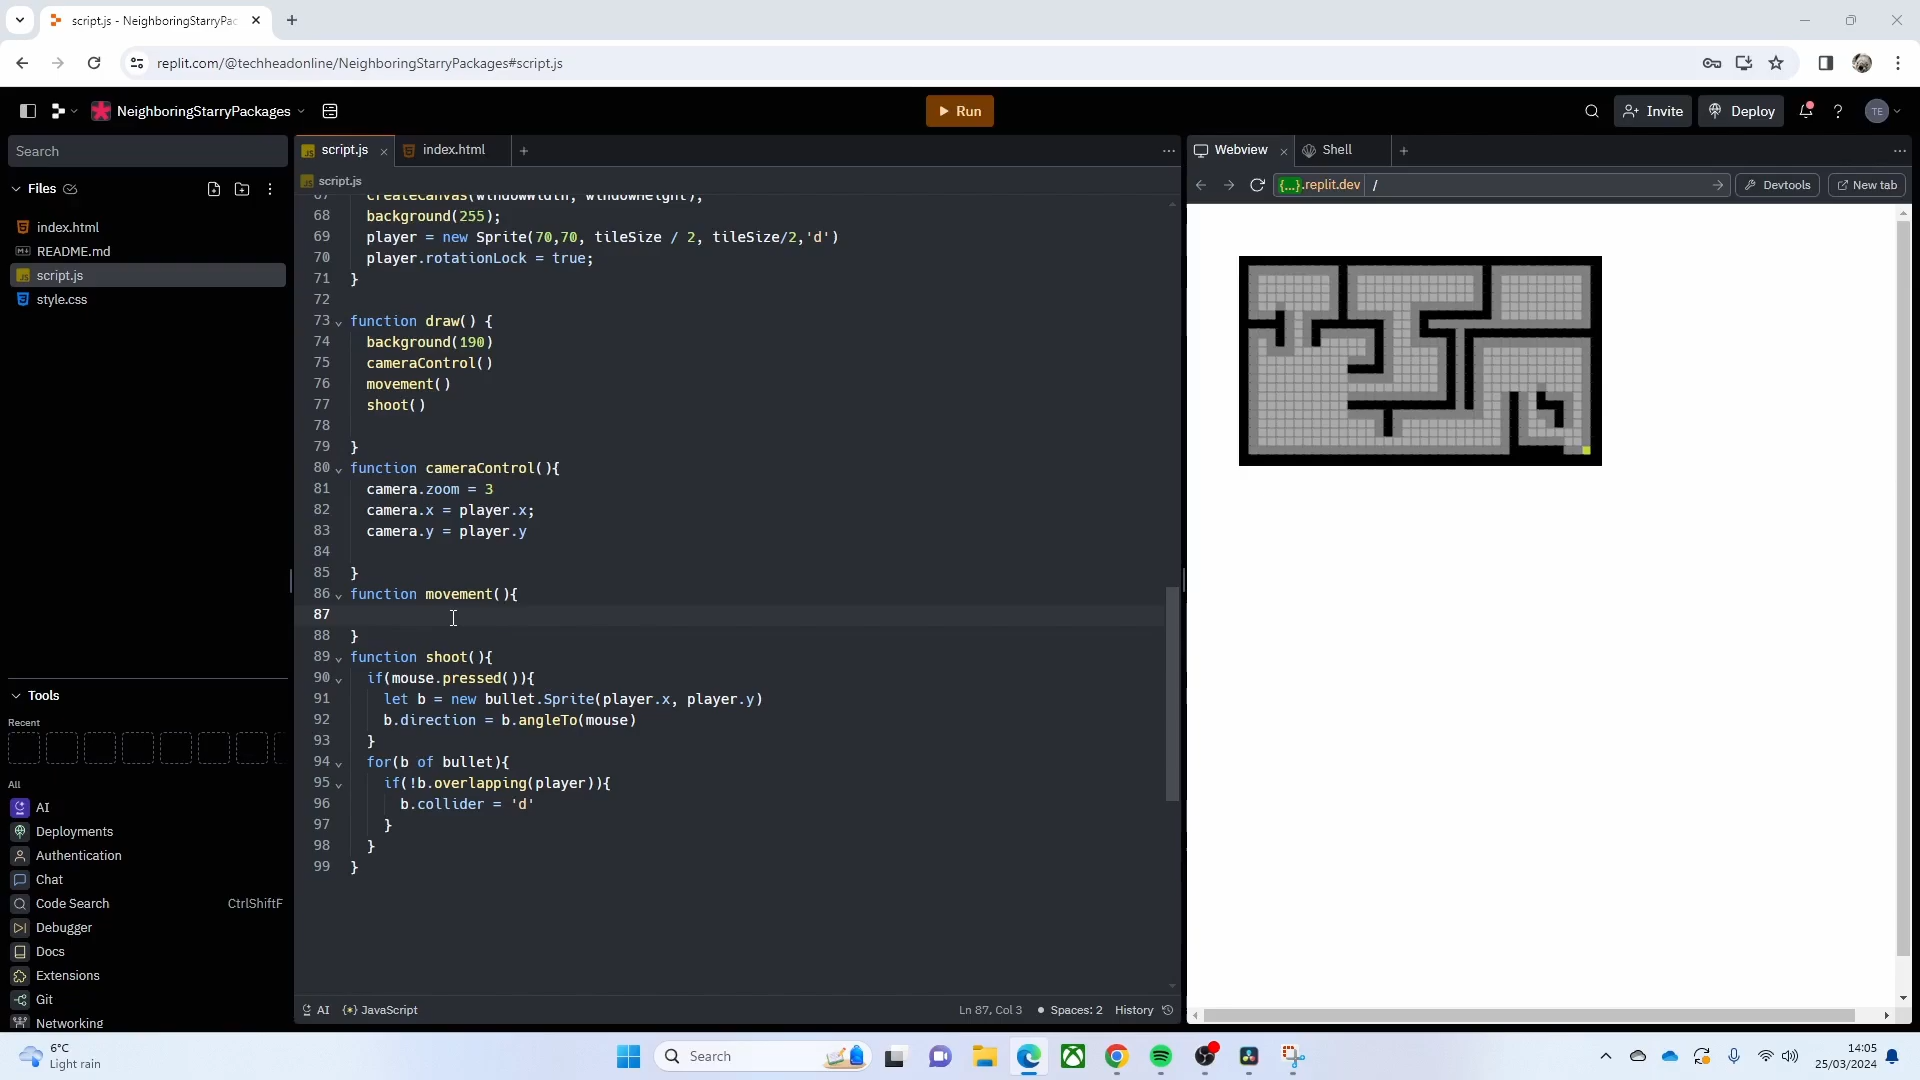 script.js - NeighboringStarryPac
replit.com/@techheadonline/NeighboringStarryPackages#script.js
NeighboringStarryPackages
Run
Invite
Deploy
TE
Search
Files
index.html
README.md
script.js
style.css
Tools
Recent
All
AI
Deployments
Authentication
Chat
Code Search CtrlShiftF
Debugger
Docs
Extensions
Git
Networking
script.js
index.html
script.js
67 createCanvas(windowWidth, windowHeight);
68 background(255);
69 player = new Sprite(70,70, tileSize / 2, tileSize/2,'d')
70 player.rotationLock = true;
71 }
72
73 function draw() {
74 background(190)
75 cameraControl()
76 movement()
77 shoot()
78
79 }
80 function cameraControl(){
81 camera.zoom = 3
82 camera.x = player.x;
83 camera.y = player.y
84
85 }
86 function movement(){
87
88 }
89 function shoot(){
90 if(mouse.pressed()){
91 let b = new bullet.Sprite(player.x, player.y)
92 b.direction = b.angleTo(mouse)
93 }
94 for(b of bullet){
95 if(!b.overlapping(player)){
96 b.collider = 'd'
97 }
98 }
99 }
AI
JavaScript
Ln 87, Col 3
Spaces: 2
History
Webview
Shell
{...}.replit.dev /
Devtools
New tab
6°C
Light rain
Search
14:05
25/03/2024